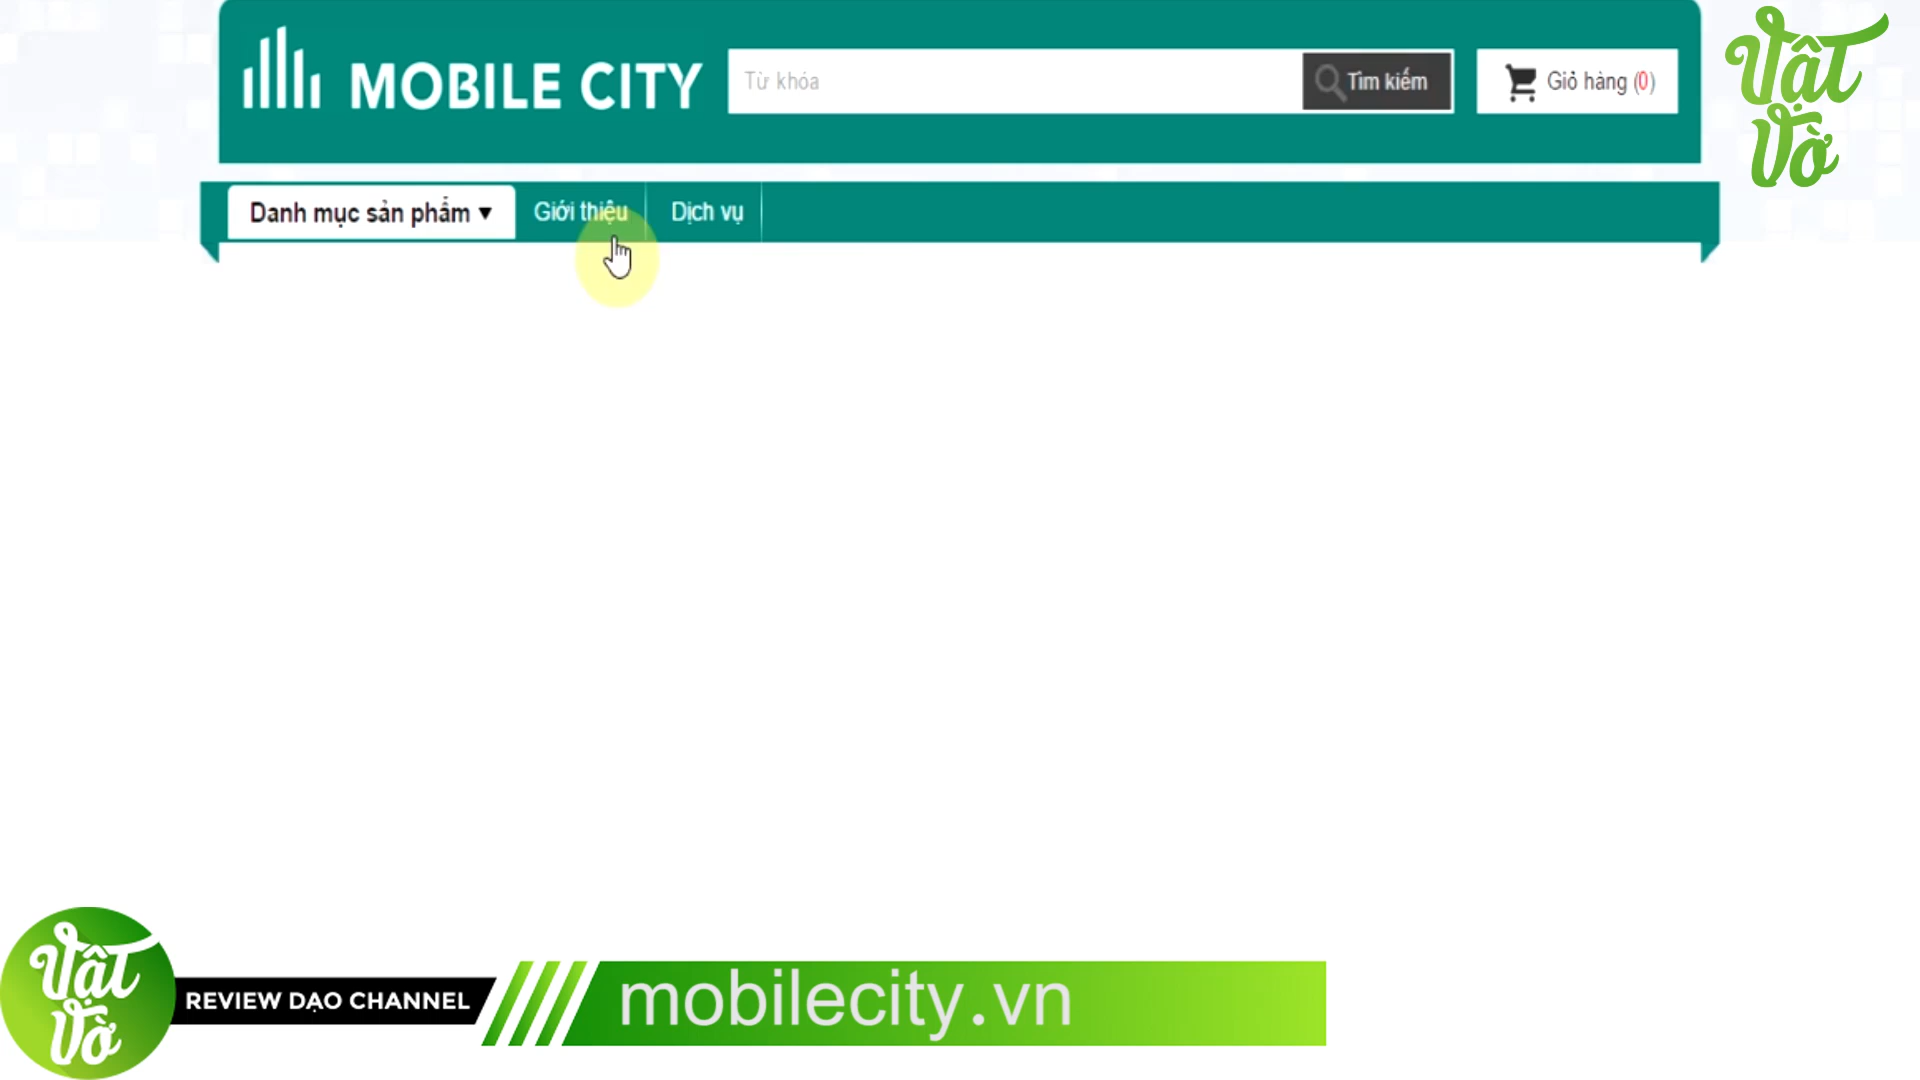 MOBILE CITY
Từ khóa
Tìm kiếm
Giỏ hàng (0)
Vật
Vờ
Danh mục sản phẩm ▼
Giới thiệu
Dịch vụ
Vật
Vờ
REVIEW DẠO CHANNEL
mobilecity.vn